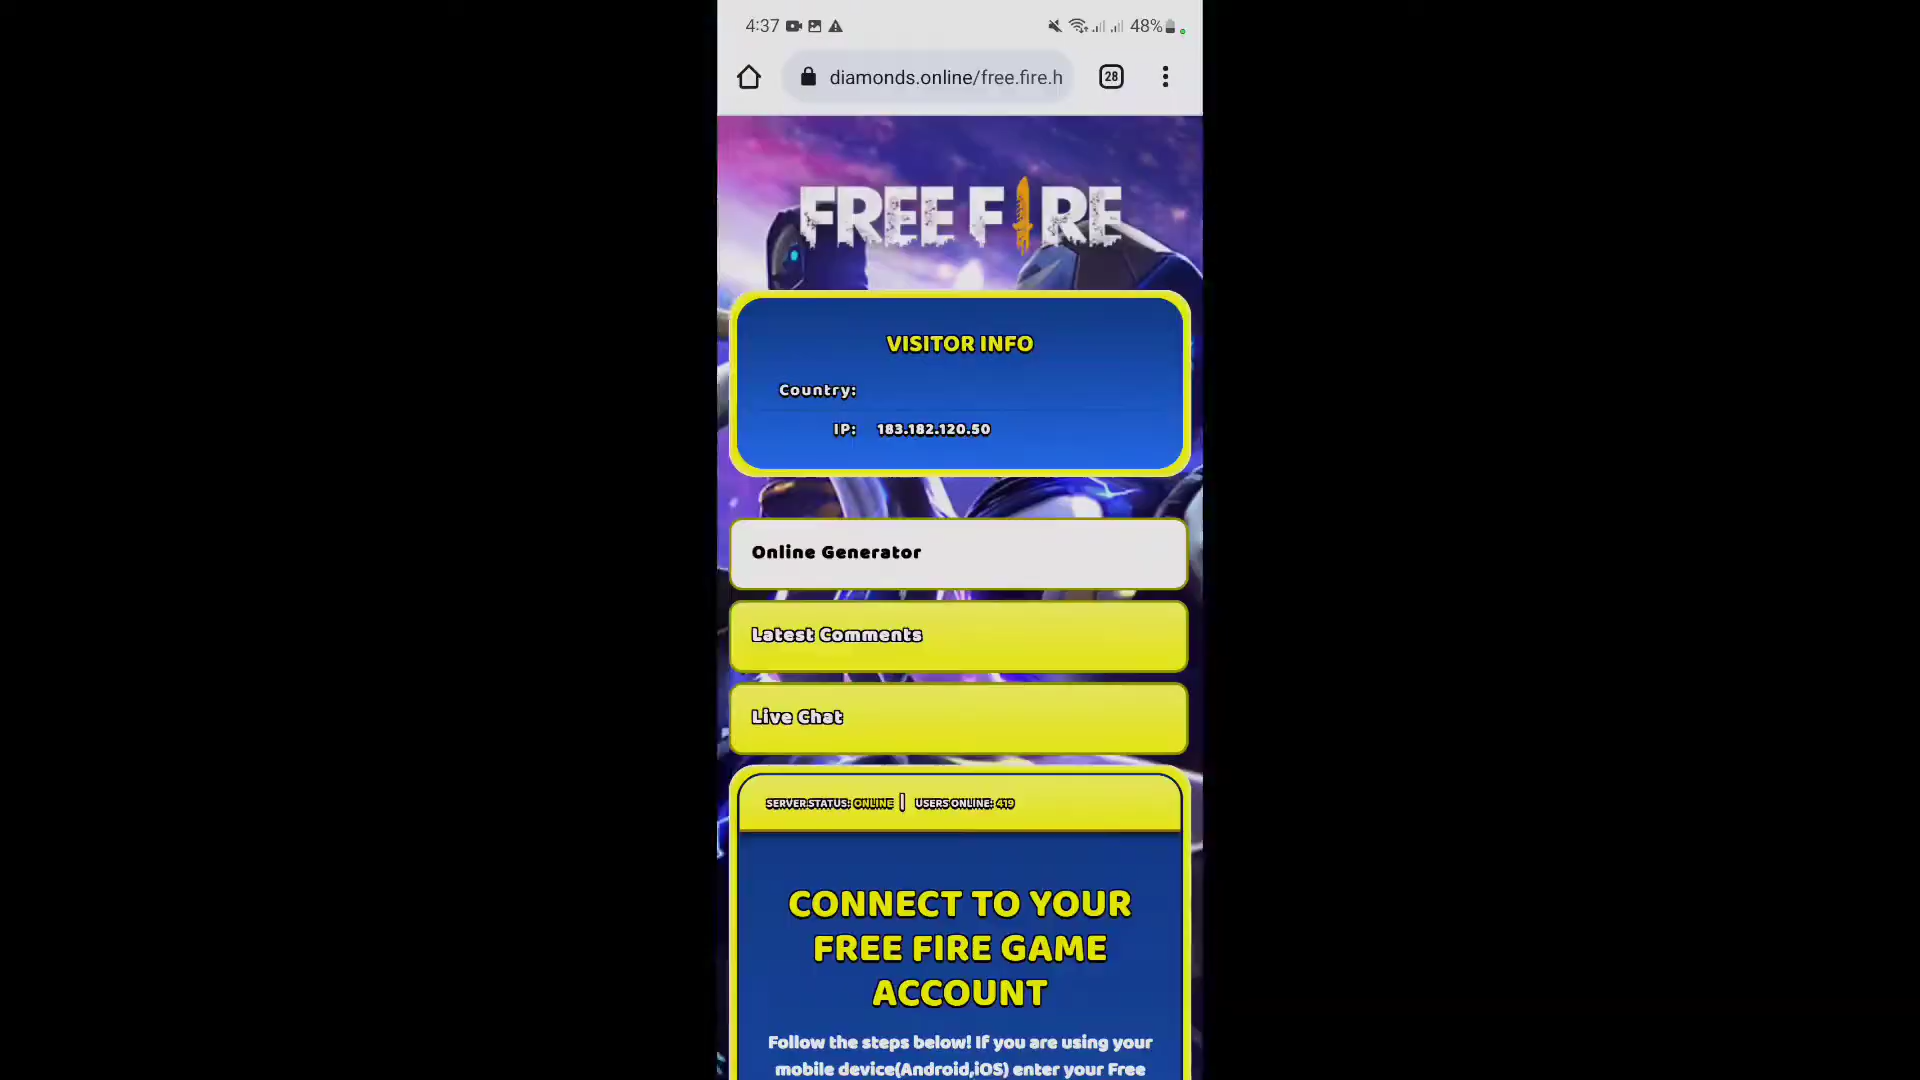 4:37
48%
diamonds.online/free.fire.h
28
FREE FIRE
VISITOR INFO
Country:
IP: 183.182.120.50
Online Generator
Latest Comments
Live Chat
SERVER STATUS: ONLINE | USERS ONLINE: 419
CONNECT TO YOUR
FREE FIRE GAME
ACCOUNT
Follow the steps below! If you are using your
mobile device(Android,iOS) enter your Free